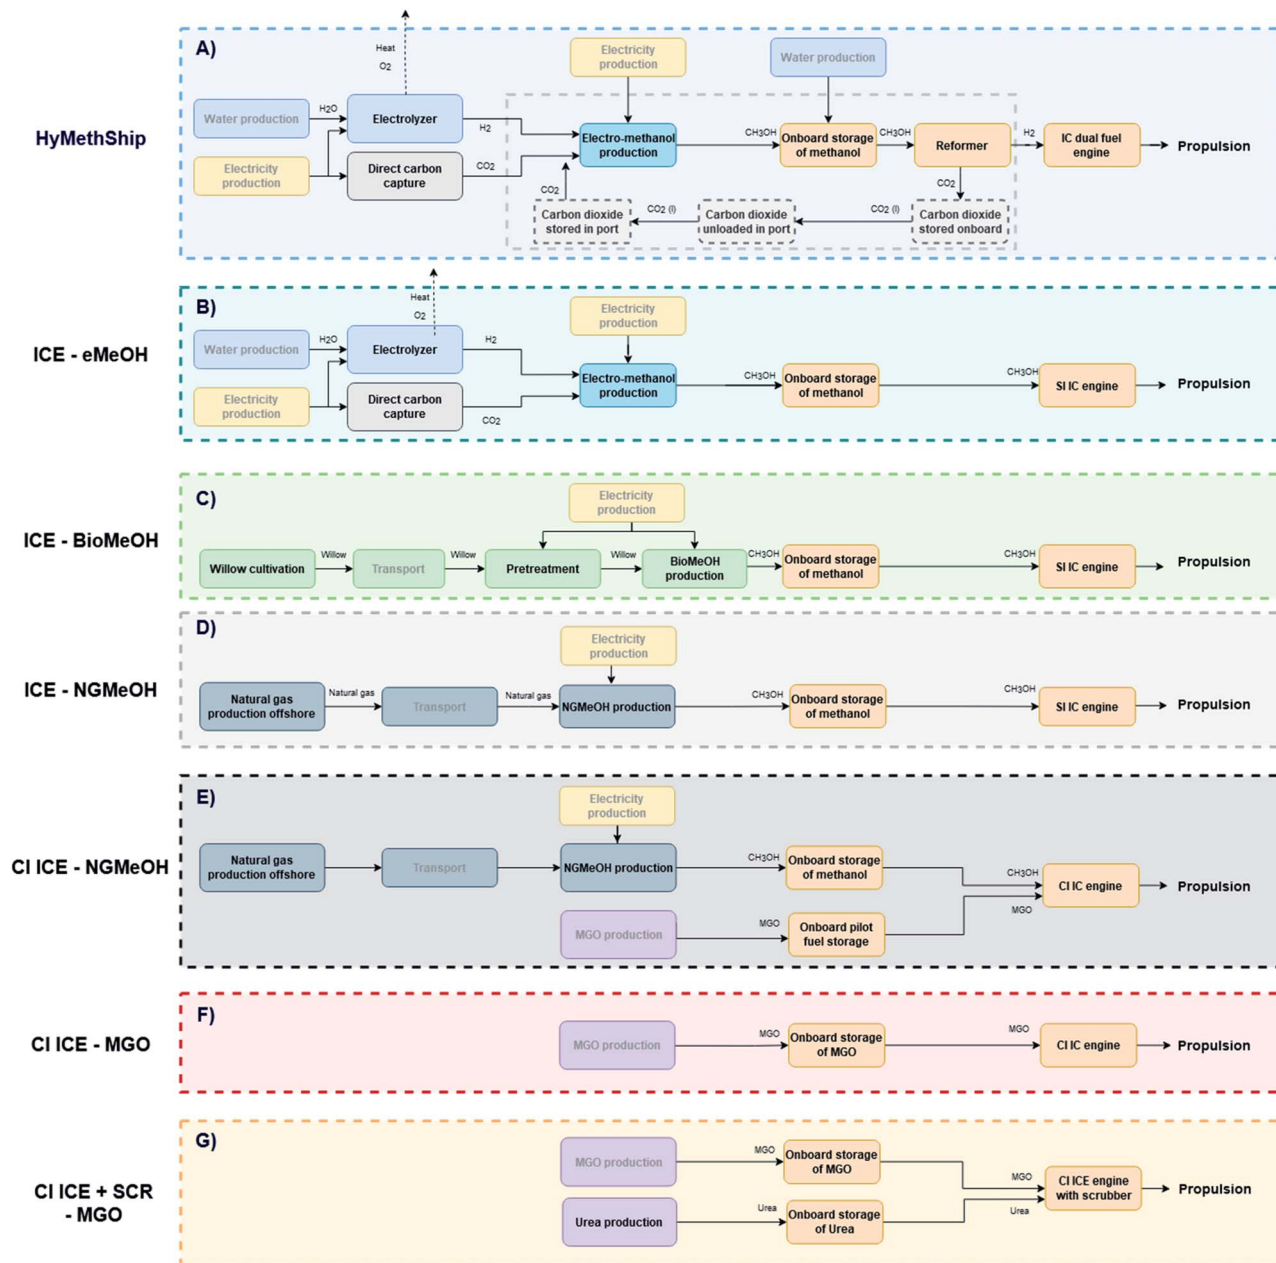 A)
Heat
O2
Electricity
production
Water production
HyMethShip
Water production
H2O
Electrolyzer
H2
Electro-methanol
production
CH3OH
Onboard storage
of methanol
CH3OH
Reformer
H2
IC dual fuel
engine
Propulsion
Electricity
production
Direct carbon
capture
CO2
CO2
CO2
Carbon dioxide
stored in port
CO2 (l)
Carbon dioxide
unloaded in port
CO2 (l)
Carbon dioxide
stored onboard
B)
Heat
O2
Electricity
production
ICE - eMeOH
Water production
H2O
Electrolyzer
H2
Electro-methanol
production
CH3OH
Onboard storage
of methanol
CH3OH
SI IC engine
Propulsion
Electricity
production
Direct carbon
capture
CO2
C)
Electricity
production
ICE - BioMeOH
Willow cultivation
Willow
Transport
Willow
Pretreatment
Willow
BioMeOH
production
CH3OH
Onboard storage
of methanol
CH3OH
SI IC engine
Propulsion
D)
Electricity
production
ICE - NGMeOH
Natural gas
production offshore
Natural gas
Transport
Natural gas
NGMeOH production
CH3OH
Onboard storage
of methanol
CH3OH
SI IC engine
Propulsion
E)
Electricity
production
CI ICE - NGMeOH
Natural gas
production offshore
Transport
NGMeOH production
CH3OH
Onboard storage
of methanol
CH3OH
MGO
CI IC engine
Propulsion
MGO production
MGO
Onboard pilot
fuel storage
F)
CI ICE - MGO
MGO production
MGO
Onboard storage
of MGO
MGO
CI IC engine
Propulsion
G)
CI ICE + SCR
- MGO
MGO production
MGO
Onboard storage
of MGO
MGO
Urea
CI ICE engine
with scrubber
Propulsion
Urea production
Urea
Onboard storage
of Urea